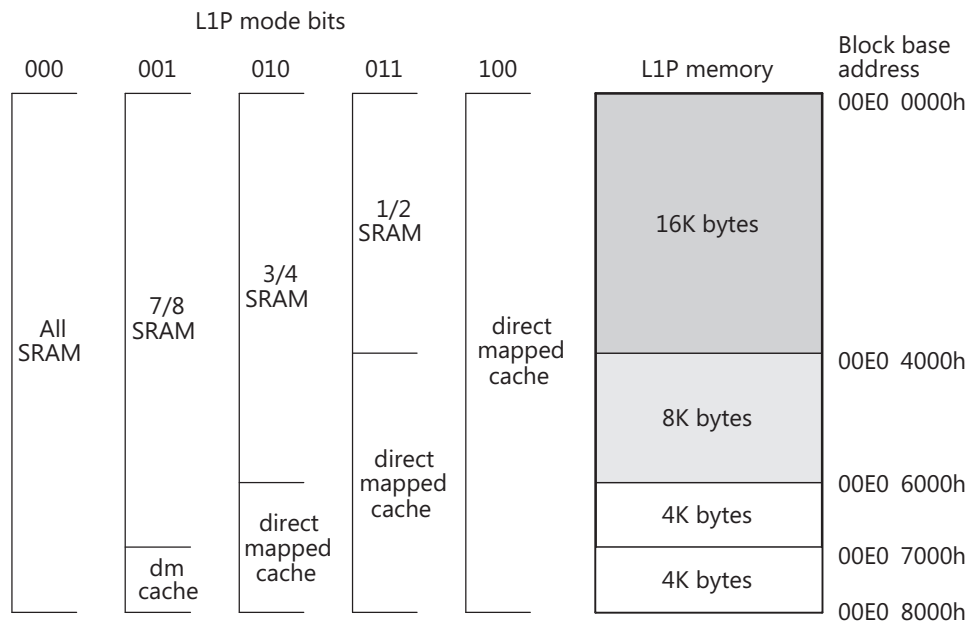 L1P mode bits
000 001 010 011 100 L1P memory Block base
address
00E0 0000h
1/2
SRAM
16K bytes
3/4
SRAM
7/8
SRAM
All
SRAM
direct
mapped
cache
00E0 4000h
8K bytes
direct
mapped
cache
00E0 6000h
4K bytes
direct
mapped
cache
00E0 7000h
dm
cache
4K bytes
00E0 8000h